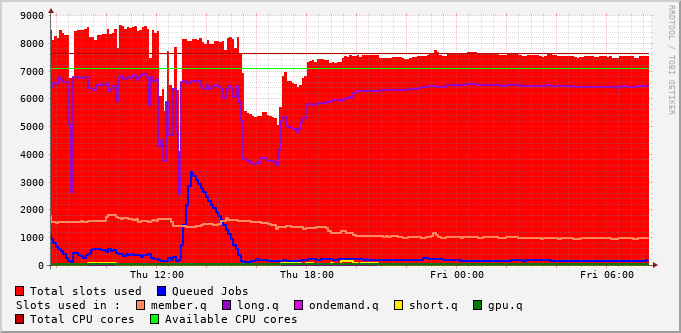 RRDTOOL / TOBI OETIKER
9000
8000
7000
6000
5000
4000
3000
2000
1000
0
Thu 12:00 Thu 18:00 Fri 00:00 Fri 06:00
Total slots used Queued Jobs
Slots used in : member.q long.q ondemand.q short.q gpu.q
Total CPU cores Available CPU cores